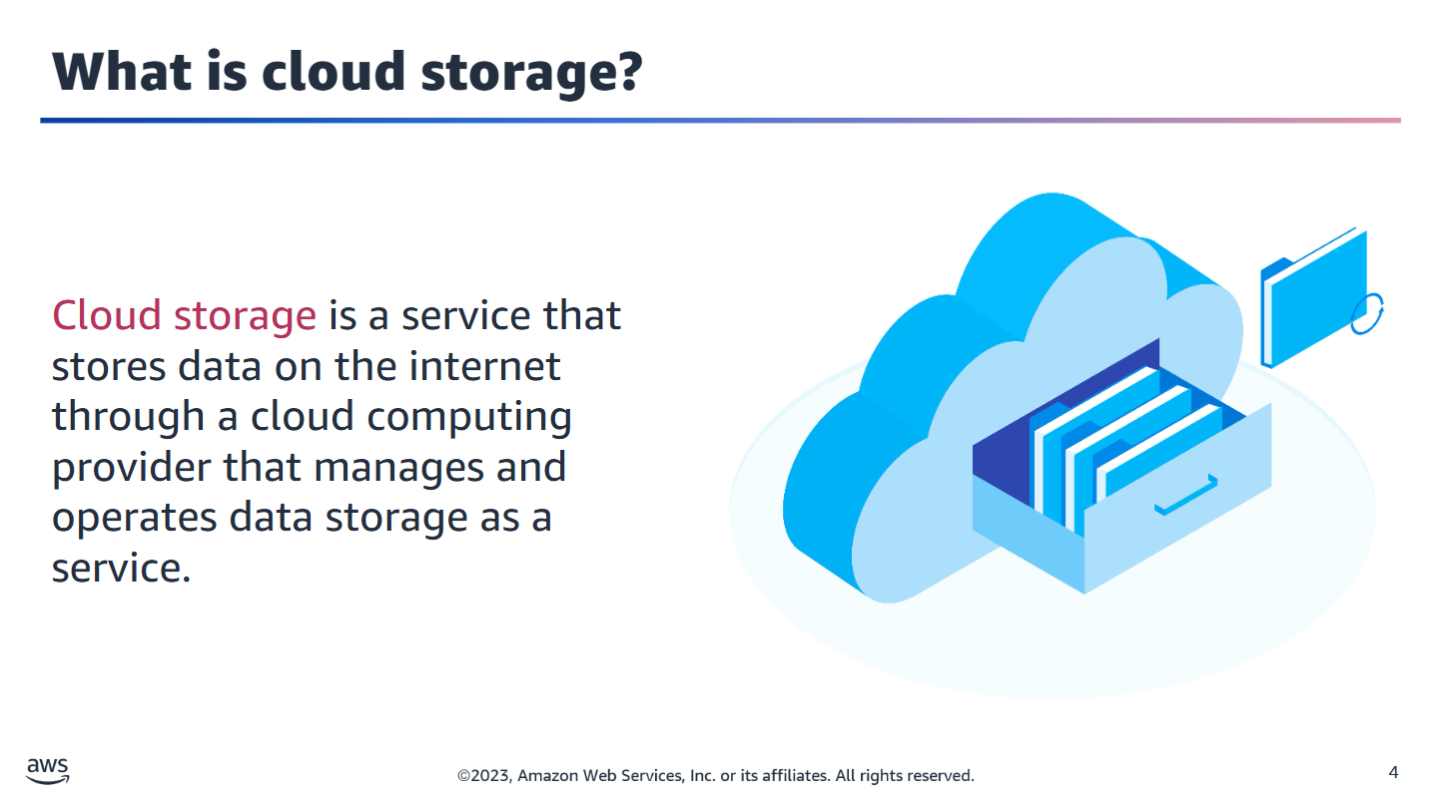 What is cloud storage?
Cloud storage is a service that
stores data on the internet
through a cloud computing
provider that manages and
operates data storage as a
service.
aws
©2023, Amazon Web Services, Inc. or its affiliates. All rights reserved.
4